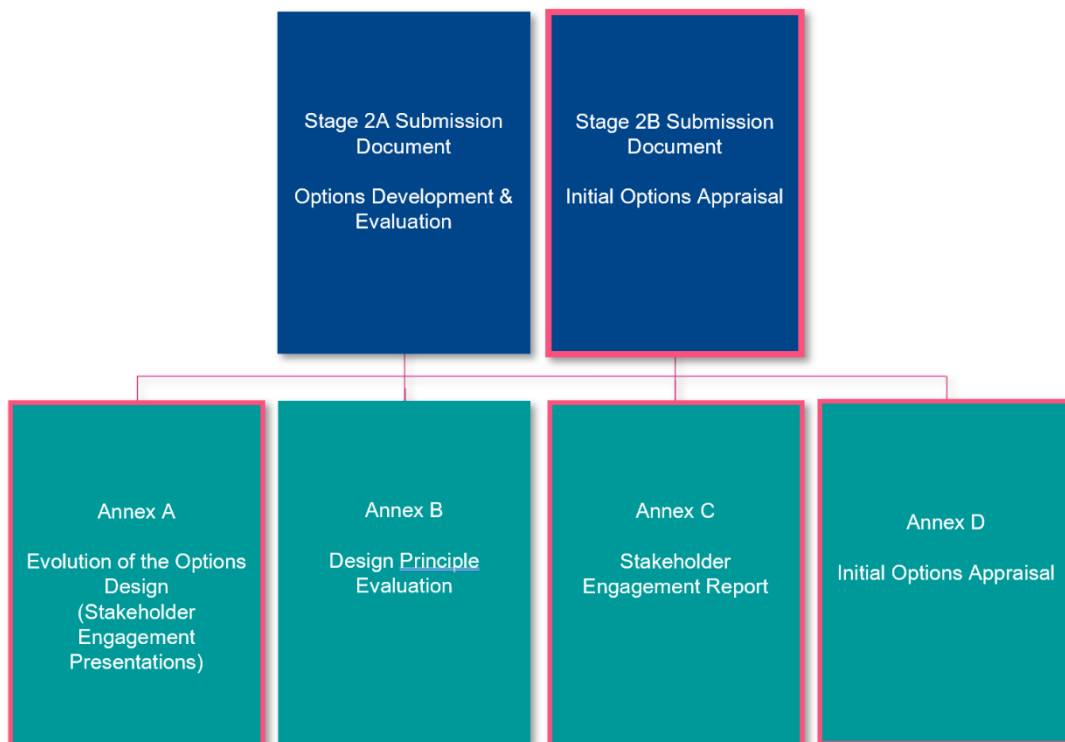 Stage 2A Submission
Document
Options Development &
Evaluation
Stage 2B Submission
Document
Initial Options Appraisal
Annex A
Evolution of the Options
Design
(Stakeholder
Engagement
Presentations)
Annex B
Design Principle
Evaluation
Annex C
Stakeholder
Engagement Report
Annex D
Initial Options Appraisal